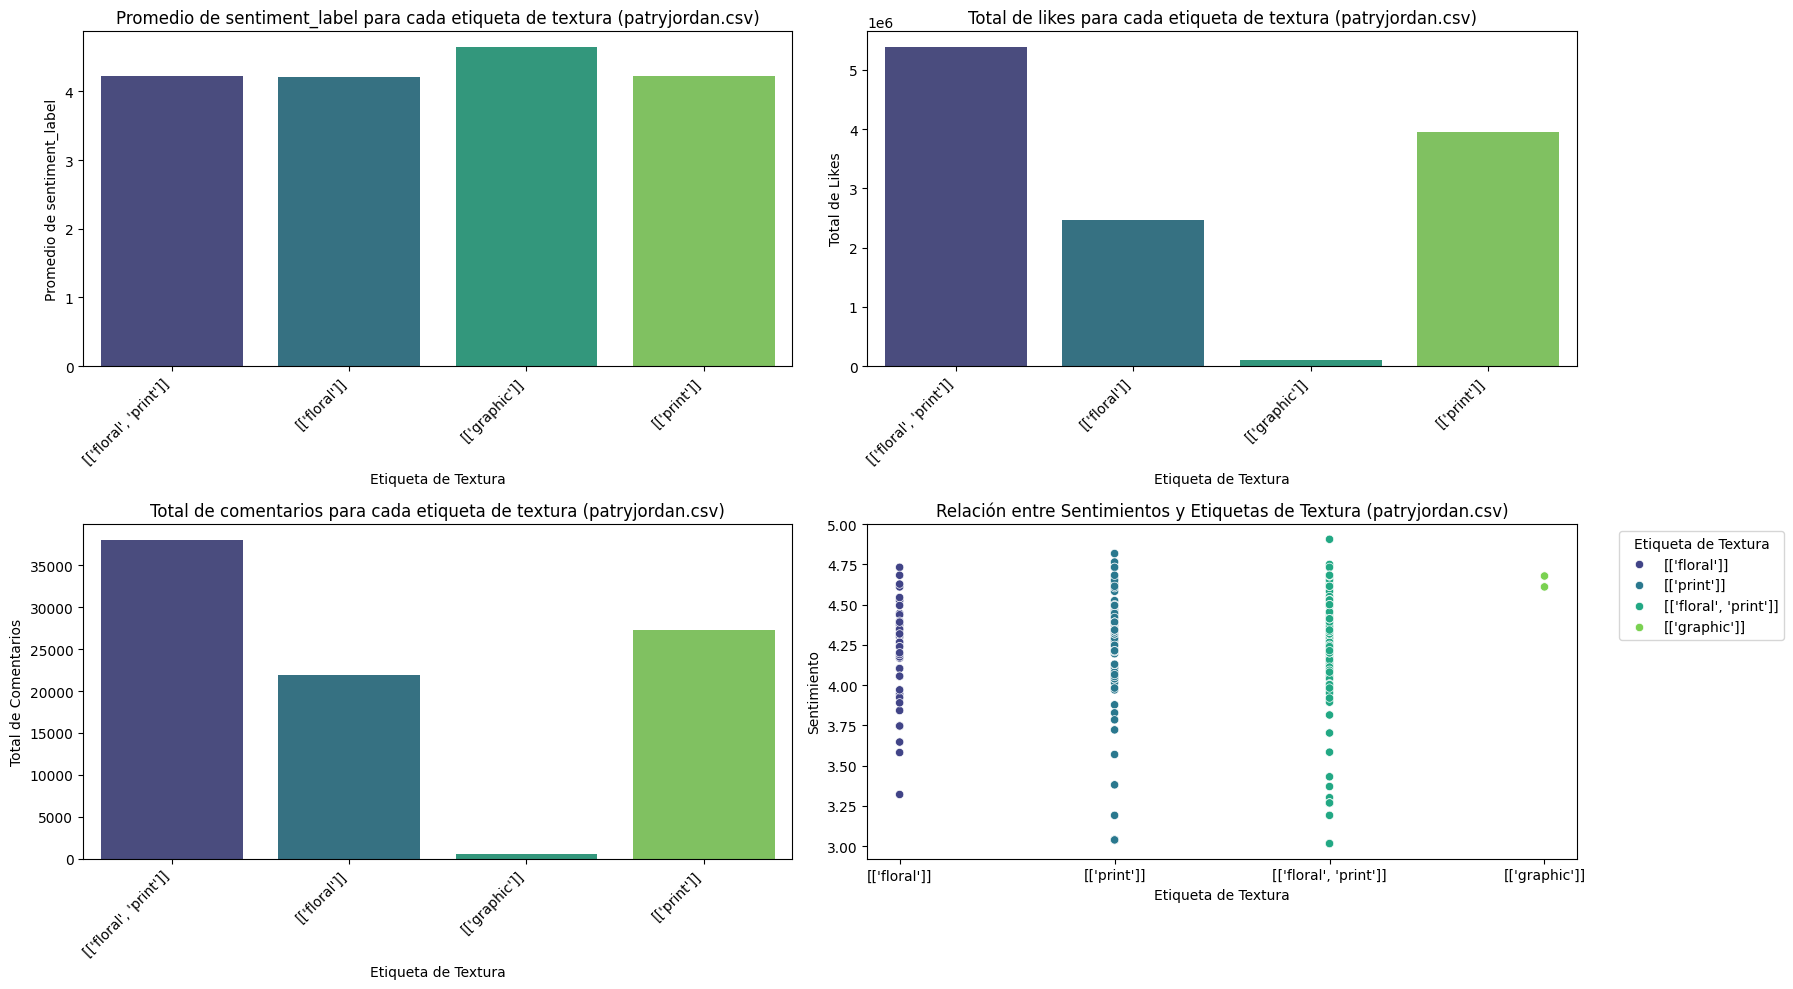 Promedio de sentiment_label para cada etiqueta de textura (patryjordan.csv)
Promedio de sentiment_label
4
3
2
1
0
[['floral', 'print']]
[['floral']]
[['graphic']]
[['print']]
Etiqueta de Textura
Total de likes para cada etiqueta de textura (patryjordan.csv)
1e6
Total de Likes
5
4
3
2
1
0
[['floral', 'print']]
[['floral']]
[['graphic']]
[['print']]
Etiqueta de Textura
Total de comentarios para cada etiqueta de textura (patryjordan.csv)
Total de Comentarios
35000
30000
25000
20000
15000
10000
5000
0
[['floral', 'print']]
[['floral']]
[['graphic']]
[['print']]
Etiqueta de Textura
Relación entre Sentimientos y Etiquetas de Textura (patryjordan.csv)
Sentimiento
5.00
4.75
4.50
4.25
4.00
3.75
3.50
3.25
3.00
[['floral']]
[['print']]
[['floral', 'print']]
[['graphic']]
Etiqueta de Textura
Etiqueta de Textura
[['floral']]
[['print']]
[['floral', 'print']]
[['graphic']]